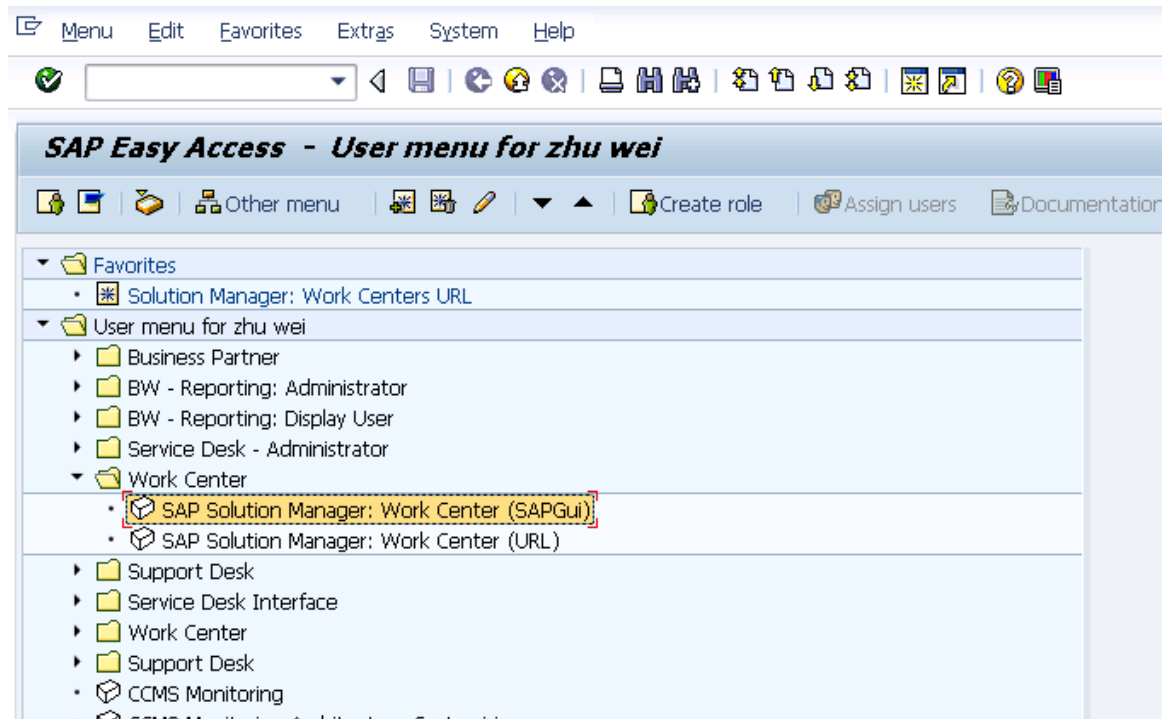 Menu Edit Favorites Extras System Help
SAP Easy Access - User menu for zhu wei
Other menu Create role Assign users Documentation
Favorites
Solution Manager: Work Centers URL
User menu for zhu wei
Business Partner
BW - Reporting: Administrator
BW - Reporting: Display User
Service Desk - Administrator
Work Center
SAP Solution Manager: Work Center (SAPGui)
SAP Solution Manager: Work Center (URL)
Support Desk
Service Desk Interface
Work Center
Support Desk
CCMS Monitoring